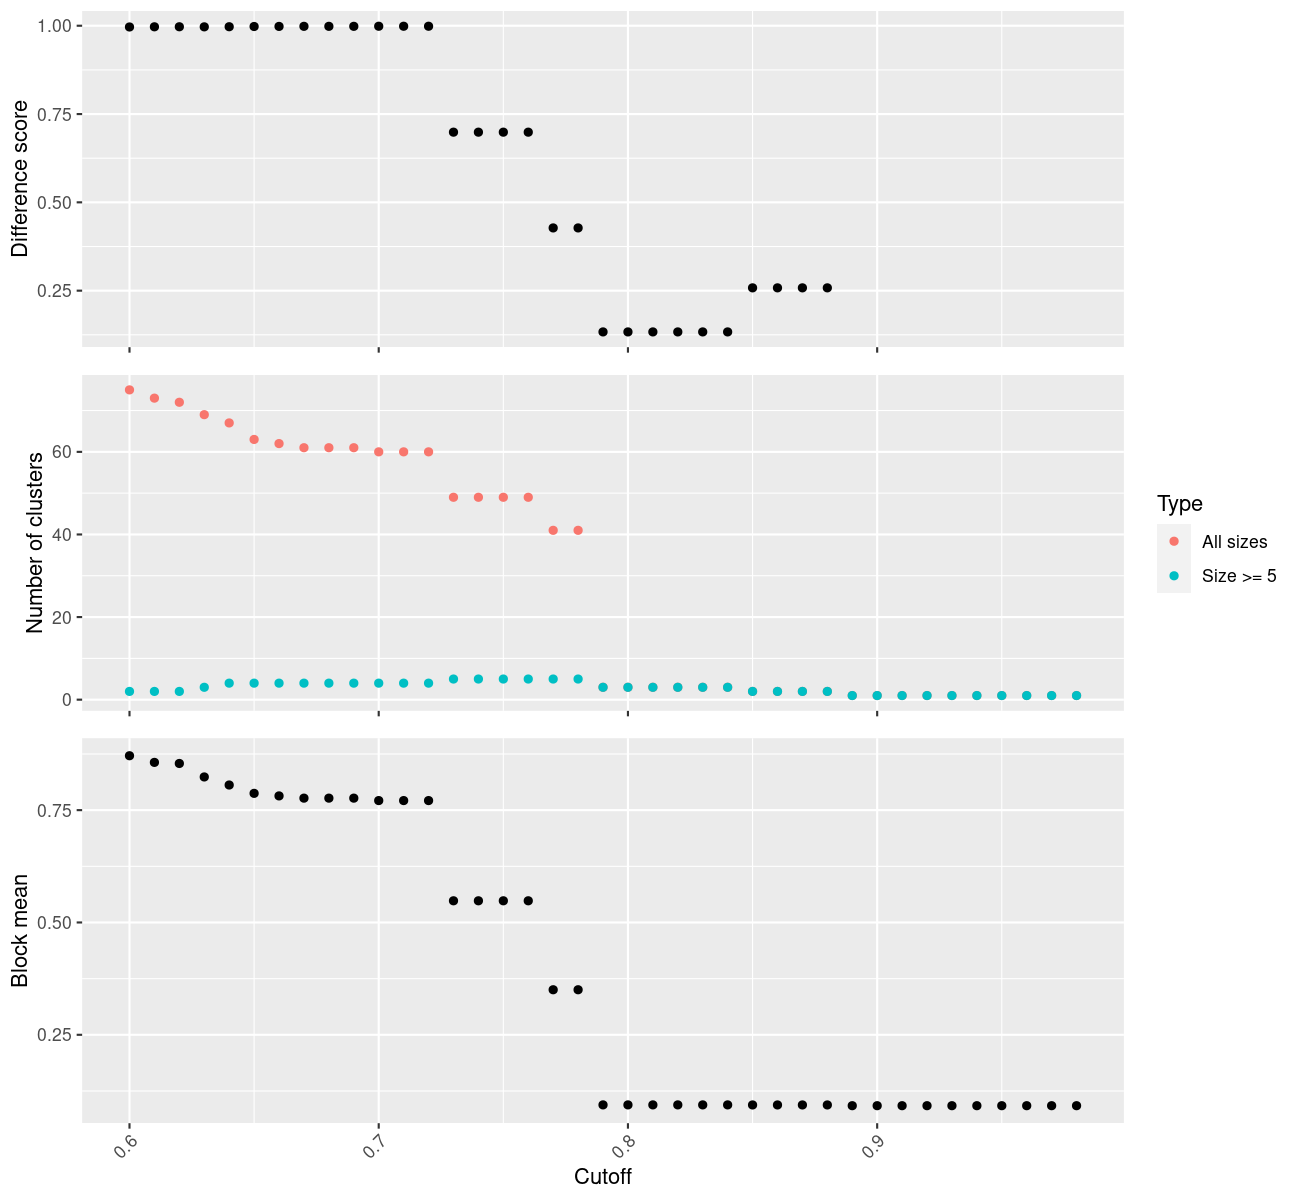 1.00
0.75
0.50
0.25
Difference score
60
40
20
0
Number of clusters
Type
All sizes
Size >= 5
0.75
0.50
0.25
Block mean
0.6
0.7
0.8
0.9
Cutoff